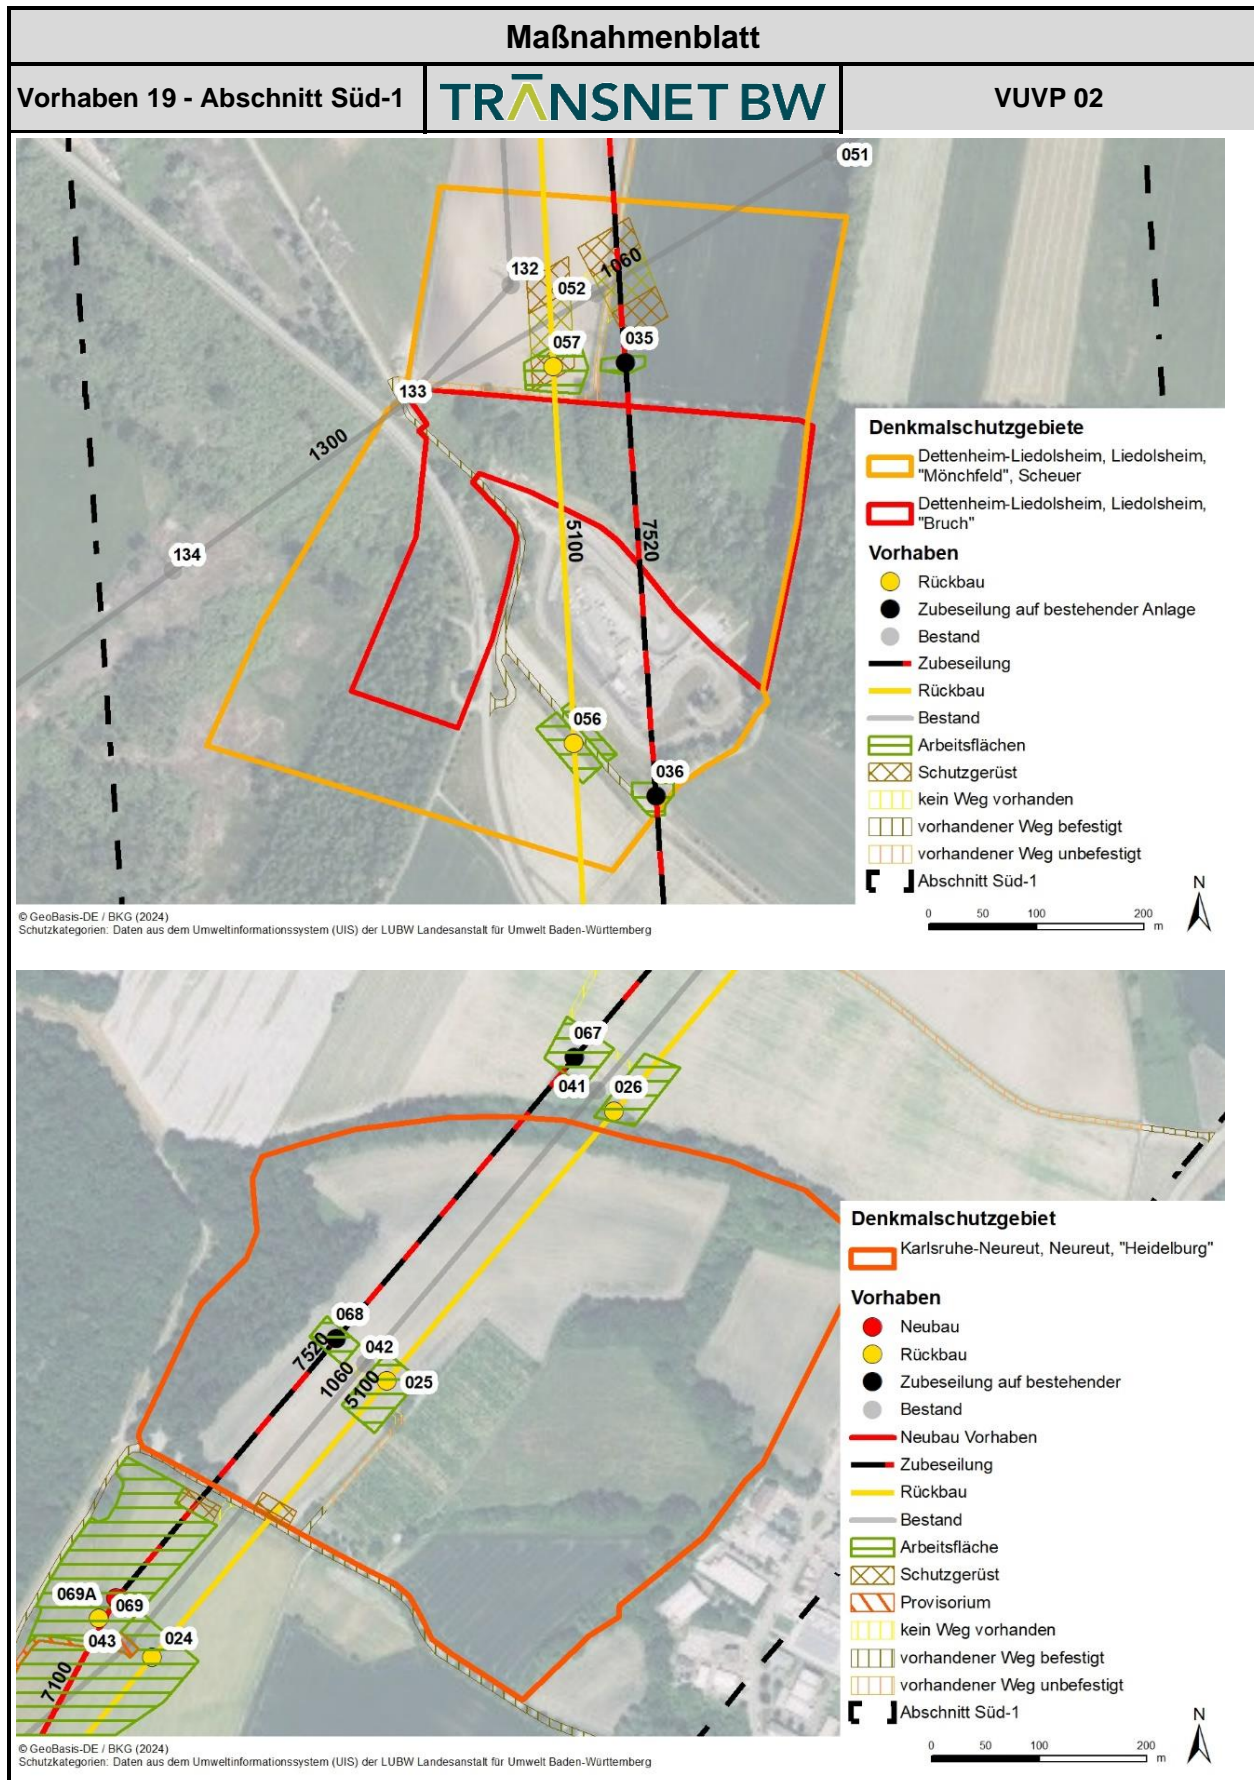 Maßnahmenblatt
Vorhaben 19 - Abschnitt Süd-1
TRANSNET BW
VUVP 02
051
132
1060
052
057
035
133
1300
134
5100
7520
056
036
Denkmalschutzgebiete
Dettenheim-Liedolsheim, Liedolsheim,
"Mönchfeld", Scheuer
Dettenheim-Liedolsheim, Liedolsheim,
"Bruch"
Vorhaben
Rückbau
Zubeseilung auf bestehender Anlage
Bestand
Zubeseilung
Rückbau
Bestand
Arbeitsflächen
Schutzgerüst
kein Weg vorhanden
vorhandener Weg befestigt
vorhandener Weg unbefestigt
Abschnitt Süd-1
N
0 50 100 200
m
© GeoBasis-DE / BKG (2024)
Schutzkategorien: Daten aus dem Umweltinformationssystem (UIS) der LUBW Landesanstalt für Umwelt Baden-Württemberg
067
041
026
068
7520
042
1060
5100
025
069A
069
043
024
7100
Denkmalschutzgebiet
Karlsruhe-Neureut, Neureut, "Heidelburg"
Vorhaben
Neubau
Rückbau
Zubeseilung auf bestehender
Bestand
Neubau Vorhaben
Zubeseilung
Rückbau
Bestand
Arbeitsfläche
Schutzgerüst
Provisorium
kein Weg vorhanden
vorhandener Weg befestigt
vorhandener Weg unbefestigt
Abschnitt Süd-1
N
0 50 100 200
m
© GeoBasis-DE / BKG (2024)
Schutzkategorien: Daten aus dem Umweltinformationssystem (UIS) der LUBW Landesanstalt für Umwelt Baden-Württemberg